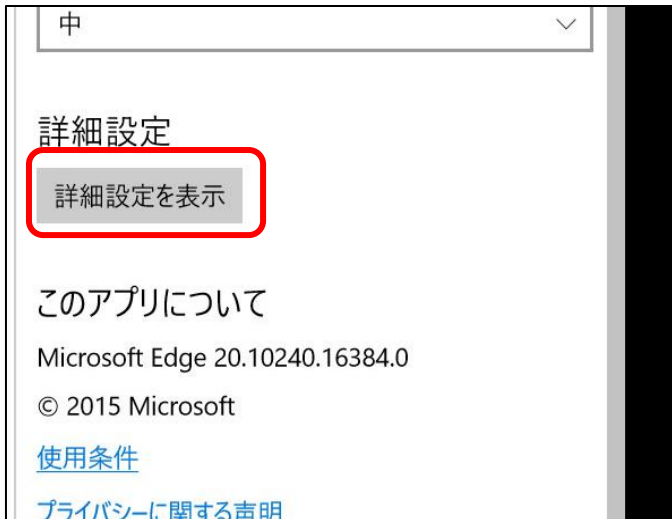 中
詳細設定
詳細設定を表示
このアプリについて
Microsoft Edge 20.10240.16384.0
© 2015 Microsoft
使用条件
プライバシーに関する声明